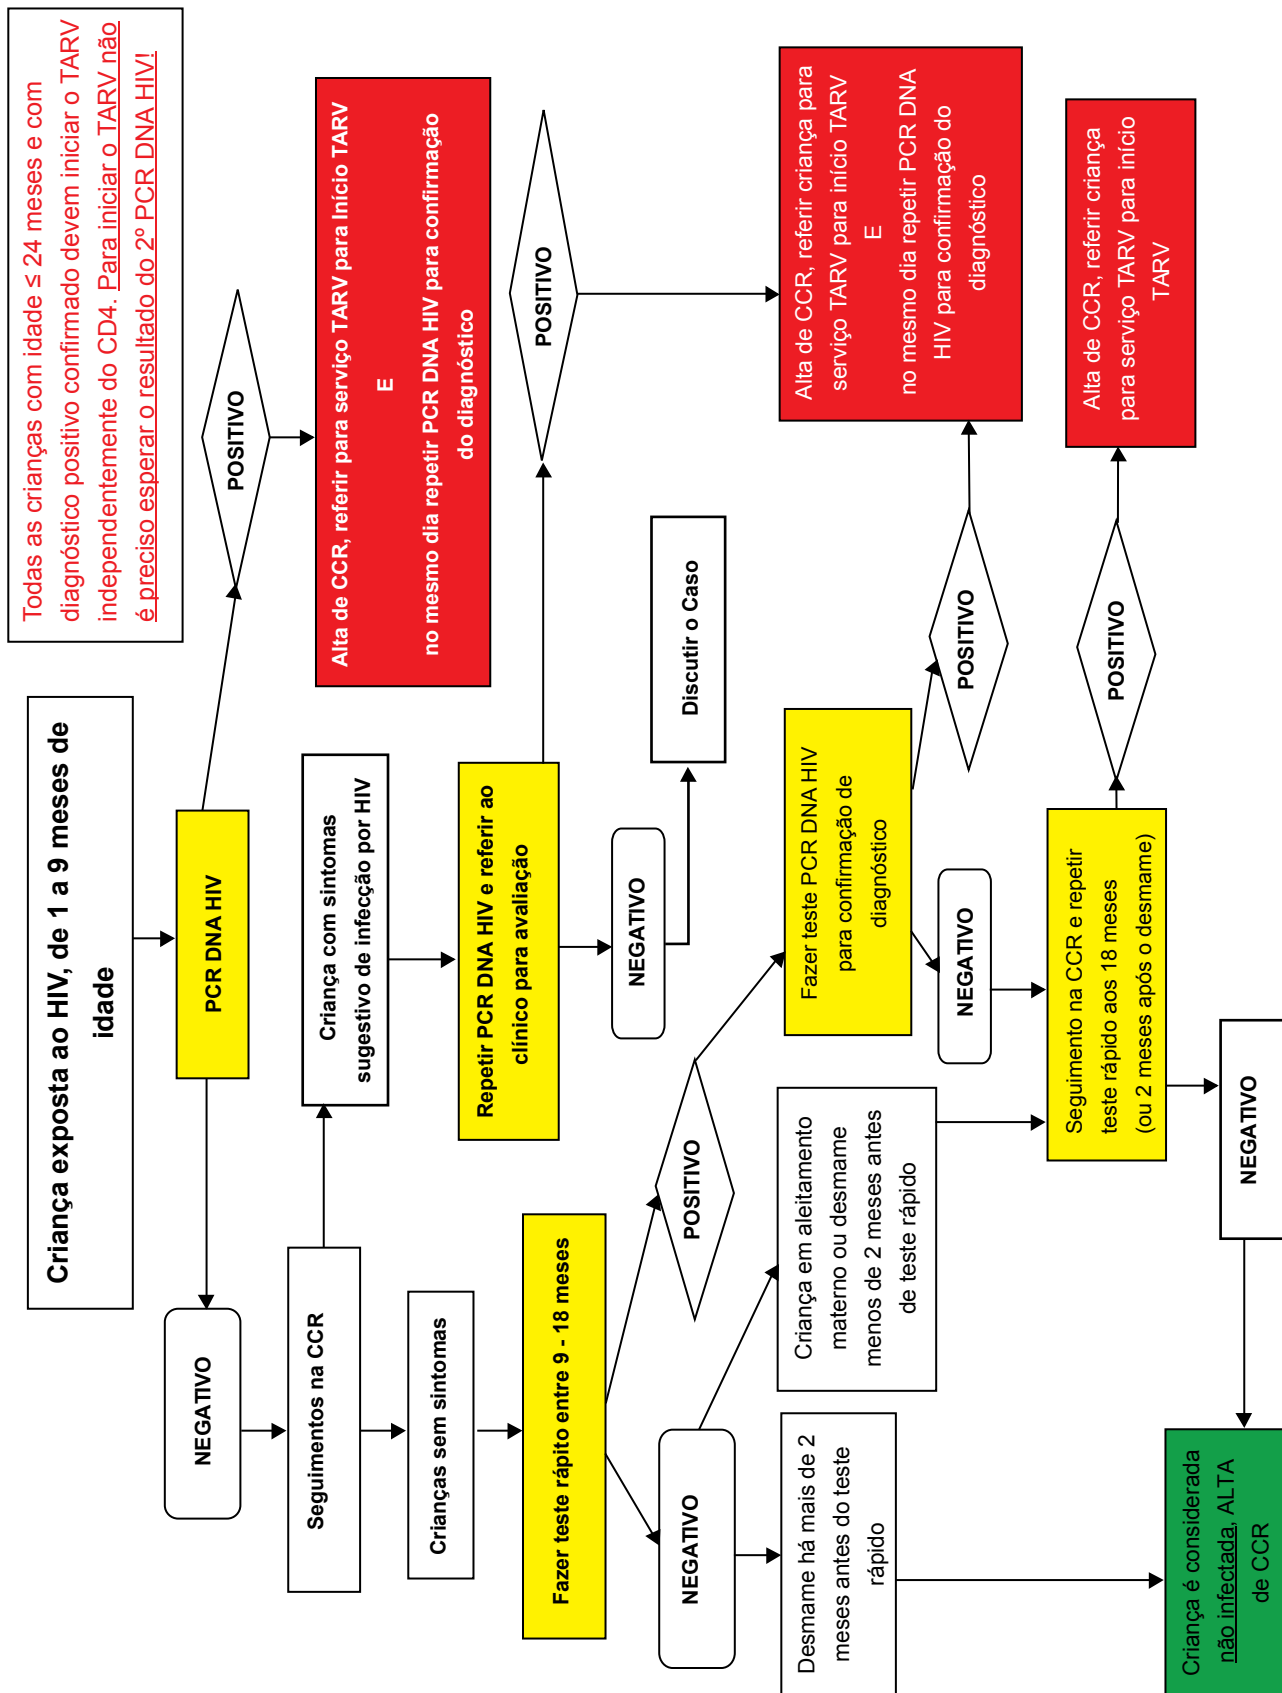 Criança exposta ao HIV, de 1 a 9 meses de
idade
Todas as crianças com idade ≤ 24 meses e com
diagnóstico positivo confirmado devem iniciar o TARV
independentemente do CD4. Para iniciar o TARV não
é preciso esperar o resultado do 2º PCR DNA HIV!
PCR DNA HIV
NEGATIVO
POSITIVO
Seguimentos na CCR
Criança com sintomas
sugestivo de infecção por HIV
Alta de CCR, referir para serviço TARV para Início TARV
E
no mesmo dia repetir PCR DNA HIV para confirmação
do diagnóstico
Crianças sem sintomas
Repetir PCR DNA HIV e referir ao
clínico para avaliação
POSITIVO
Fazer teste rápito entre 9 - 18 meses
NEGATIVO
Discutir o Caso
NEGATIVO
POSITIVO
Desmame há mais de 2
meses antes do teste
rápido
Criança em aleitamento
materno ou desmame
menos de 2 meses antes
de teste rápido
Fazer teste PCR DNA HIV
para confirmação de
diagnóstico
Alta de CCR, referir criança para
serviço TARV para início TARV
E
no mesmo dia repetir PCR DNA
HIV para confirmação do
diagnóstico
NEGATIVO
POSITIVO
Seguimento na CCR e repetir
teste rápido aos 18 meses
(ou 2 meses após o desmame)
POSITIVO
Alta de CCR, referir criança
para serviço TARV para início
TARV
NEGATIVO
Criança é considerada
não infectada, ALTA
de CCR